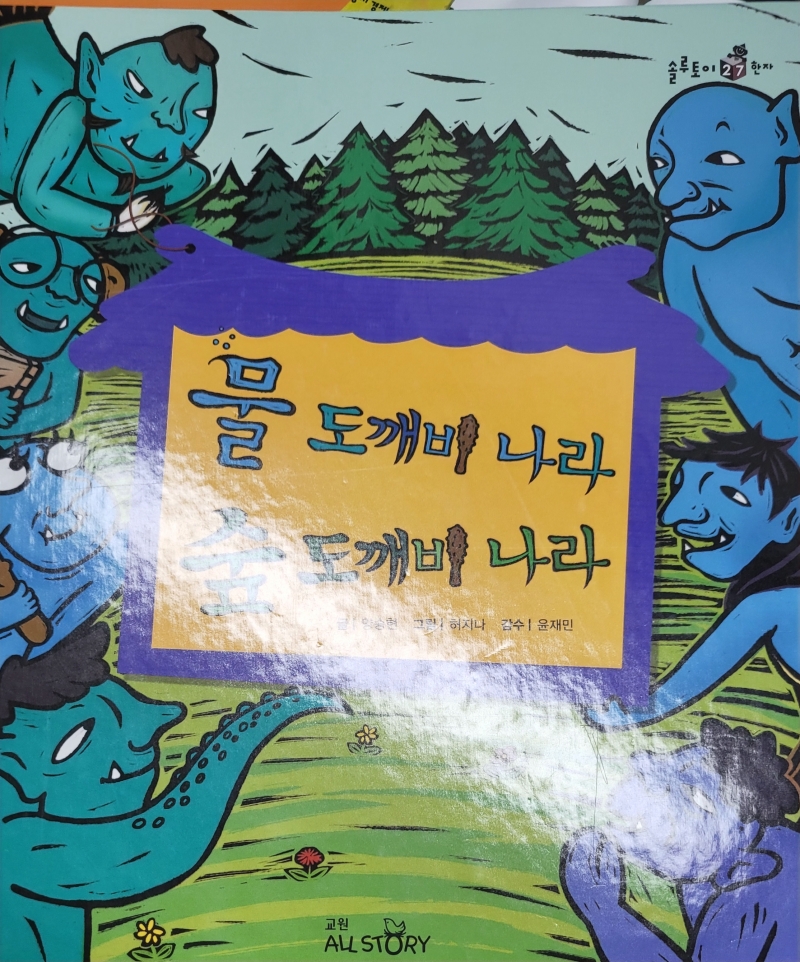 솔루토이 27 한자
물 도깨비 나라
숲 도깨비 나라
글 | 그림 | 허지나 감수 | 윤재민
교원
ALL STORY